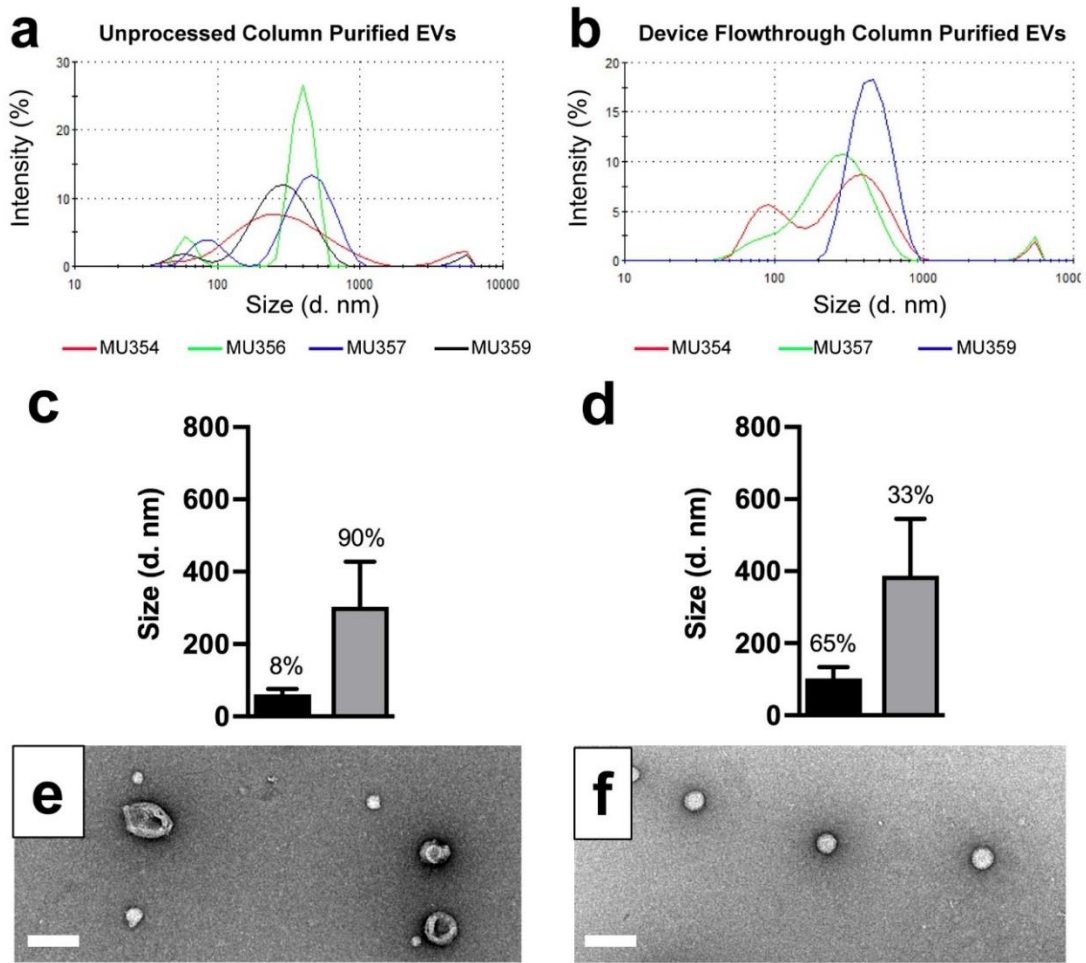 a
Unprocessed Column Purified EVs
Intensity (%)
30
20
10
0
10
100
1000
10000
Size (d. nm)
MU354 MU356 MU357 MU359
b
Device Flowthrough Column Purified EVs
Intensity (%)
20
15
10
5
0
10
100
1000
10000
Size (d. nm)
MU354 MU357 MU359
c
Size (d. nm)
800
600
400
200
0
8%
90%
d
Size (d. nm)
800
600
400
200
0
65%
33%
e
f